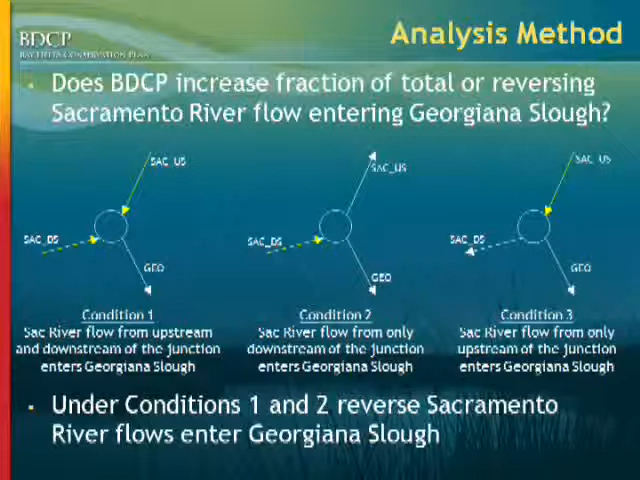 Analysis Method
BDCP
BAY DELTA CONSERVATION PLAN
Does BDCP increase fraction of total or reversing
Sacramento River flow entering Georgiana Slough?
SAC_US
SAC_DS
GEO
SAC_US
SAC_DS
GEO
SAC_US
SAC_DS
GEO
Condition 1
Sac River flow from upstream
and downstream of the junction
enters Georgiana Slough
Condition 2
Sac River flow from only
downstream of the junction
enters Georgiana Slough
Condition 3
Sac River flow from only
upstream of the junction
enters Georgiana Slough
Under Conditions 1 and 2 reverse Sacramento
River flows enter Georgiana Slough